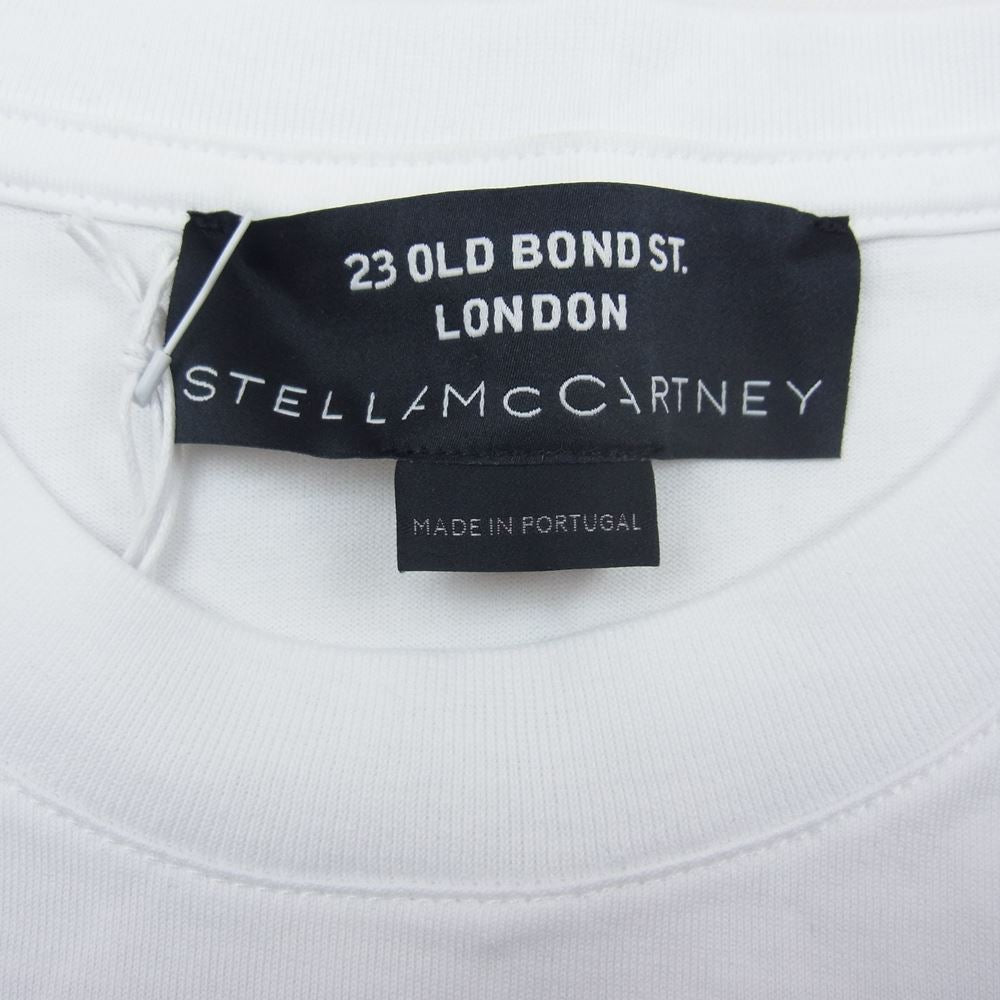 23 OLD BOND ST.
LONDON
STELLA McCARTNEY
MADE IN PORTUGAL